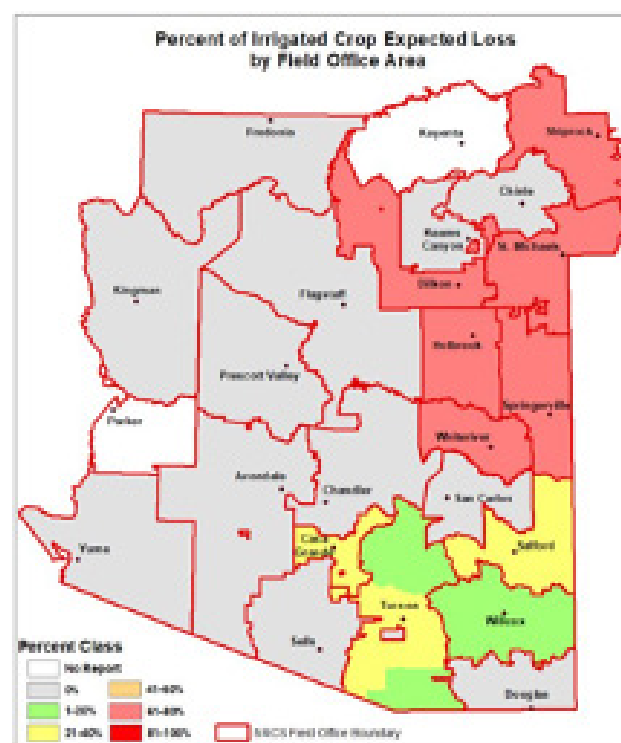 Percent of Irrigated Crop Expected Loss
by Field Office Area
Fredonia
Kayenta
Shiprock
Chinle
Keams
Canyon
St. Michaels
Dilkon
Kingman
Flagstaff
Holbrook
Prescott Valley
Springerville
Parker
Whiteriver
Avondale
Chandler
San Carlos
Casa
Grande
Safford
Yuma
Tucson
Willcox
Sells
Douglas
Percent Class
No Report
0%
41-60%
1-20%
61-80%
21-40%
81-100%
NRCS Field Office Boundary